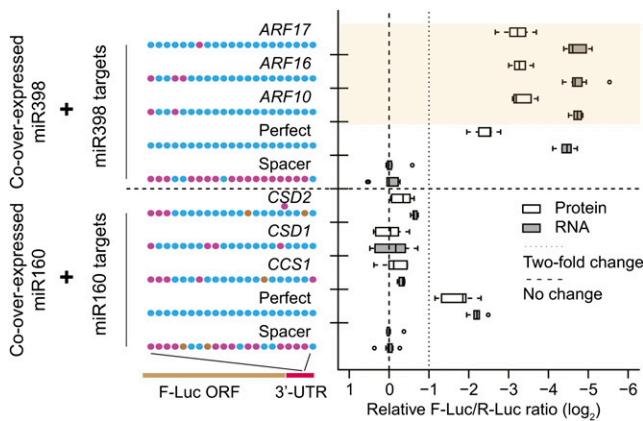 Co-over-expressed
miR398
+
miR398 targets
ARF17
ARF16
ARF10
Perfect
Spacer
Co-over-expressed
miR160
+
miR160 targets
CSD2
CSD1
CCS1
Perfect
Spacer
F-Luc ORF 3'-UTR
Protein
RNA
Two-fold change
No change
1 0 −1 −2 −3 −4 −5 −6
Relative F-Luc/R-Luc ratio (log2)